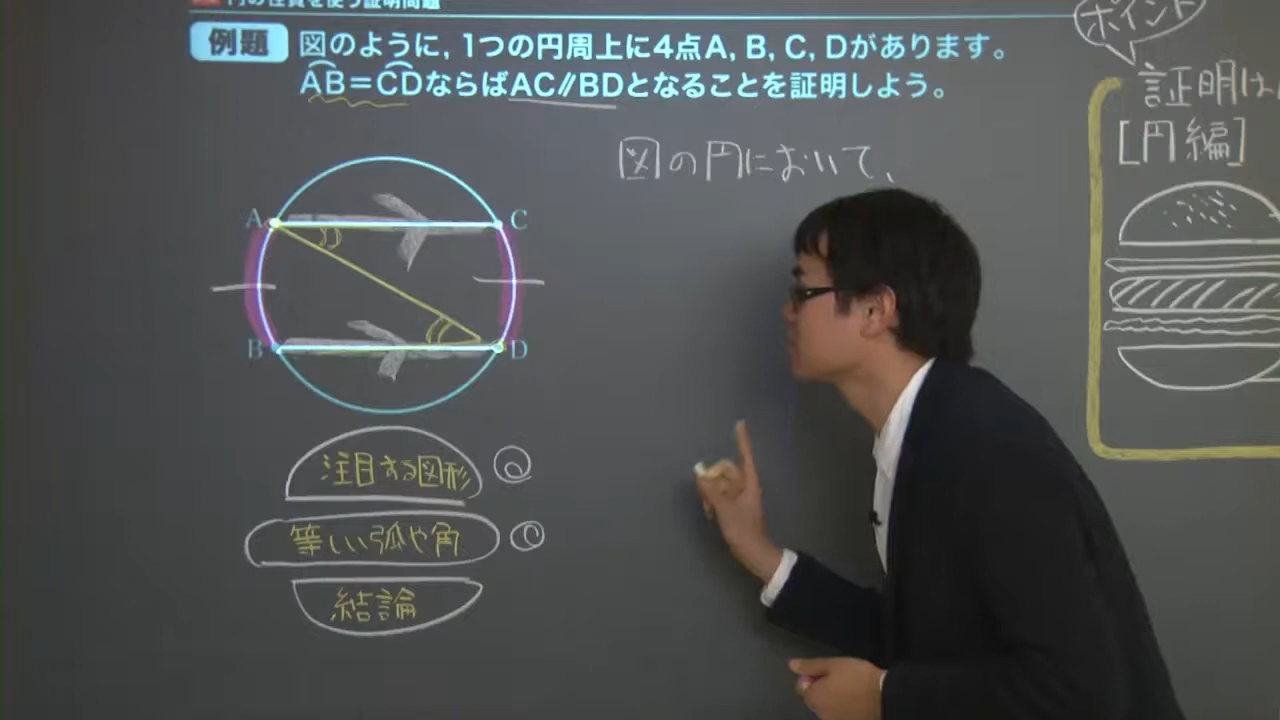 円の性質を使う証明問題
例題
図のように, 1つの円周上に4点A, B, C, Dがあります。
AB=CDならばAC//BDとなることを証明しよう。
ポイント
証明は
[円編]
図の円において、
A
C
B
D
注目する図形
等しい弧や角
結論